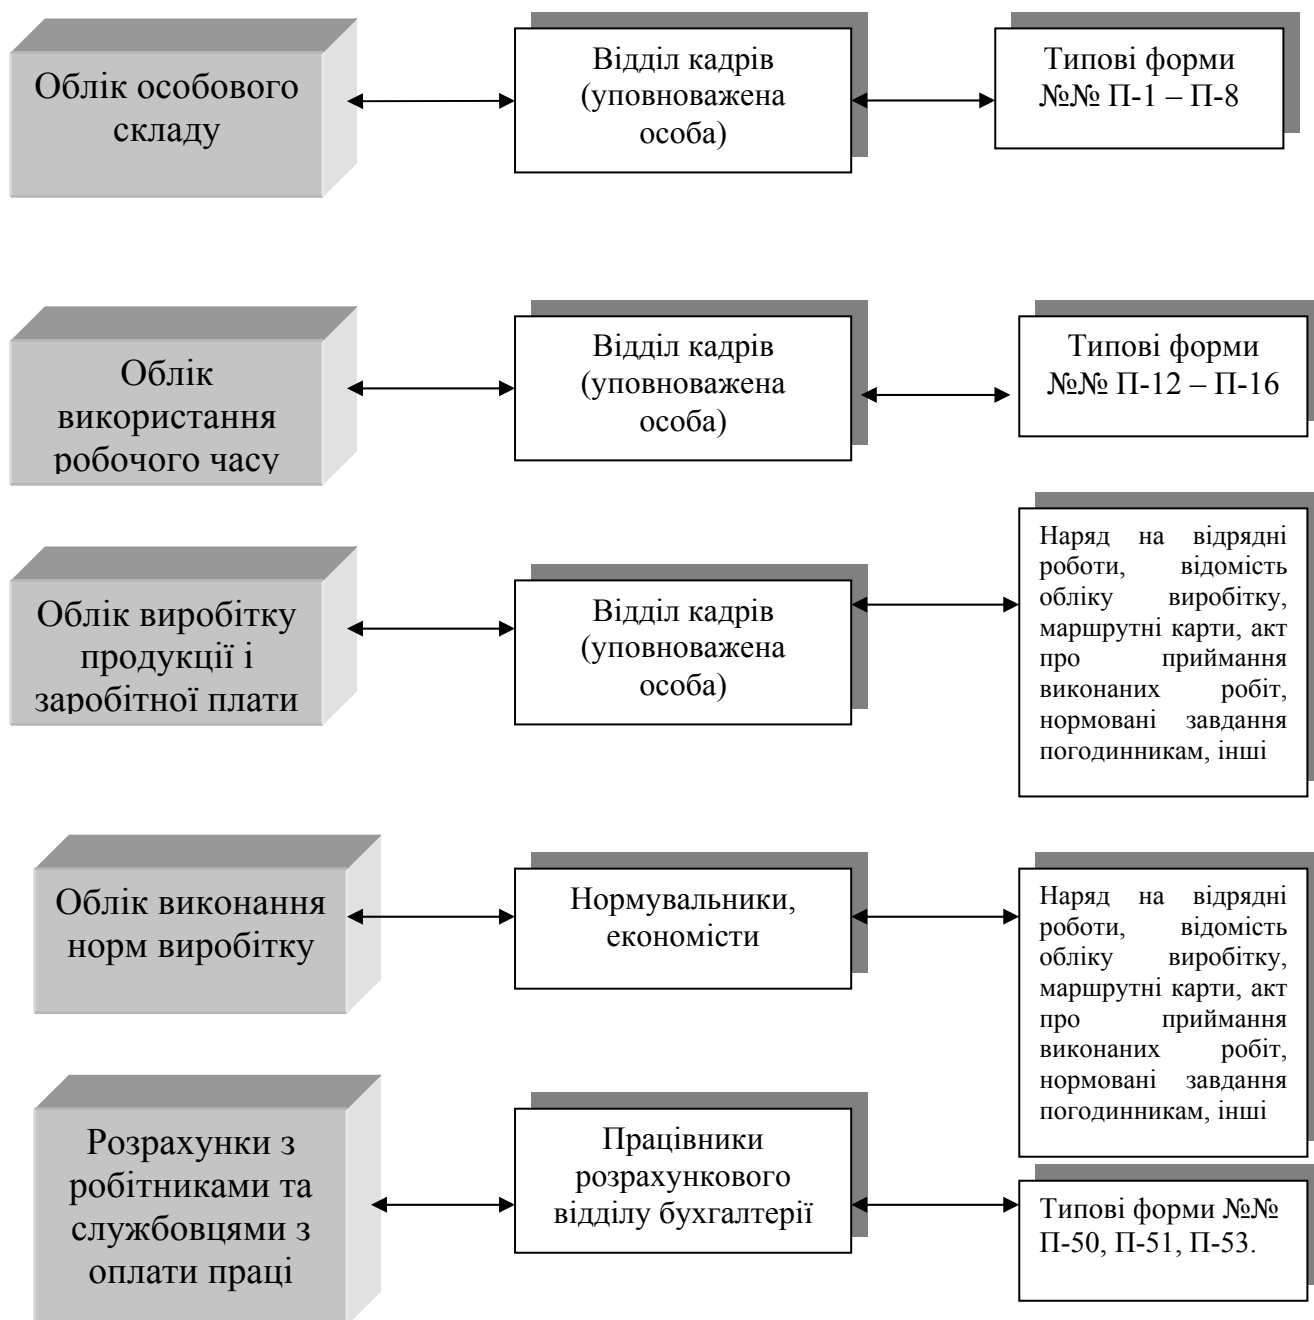 Облік особового
складу
Відділ кадрів
(уповноважена
особа)
Типові форми
№№ П-1 – П-8
Облік
використання
робочого часу
Відділ кадрів
(уповноважена
особа)
Типові форми
№№ П-12 – П-16
Облік виробітку
продукції і
заробітної плати
Відділ кадрів
(уповноважена
особа)
Наряд на відрядні
роботи, відомість
обліку виробітку,
маршрутні карти, акт
про приймання
виконаних робіт,
нормовані завдання
погодинникам, інші
Облік виконання
норм виробітку
Нормувальники,
економісти
Наряд на відрядні
роботи, відомість
обліку виробітку,
маршрутні карти, акт
про приймання
виконаних робіт,
нормовані завдання
погодинникам, інші
Розрахунки з
робітниками та
службовцями з
оплати праці
Працівники
розрахункового
відділу бухгалтерії
Типові форми №№
П-50, П-51, П-53.